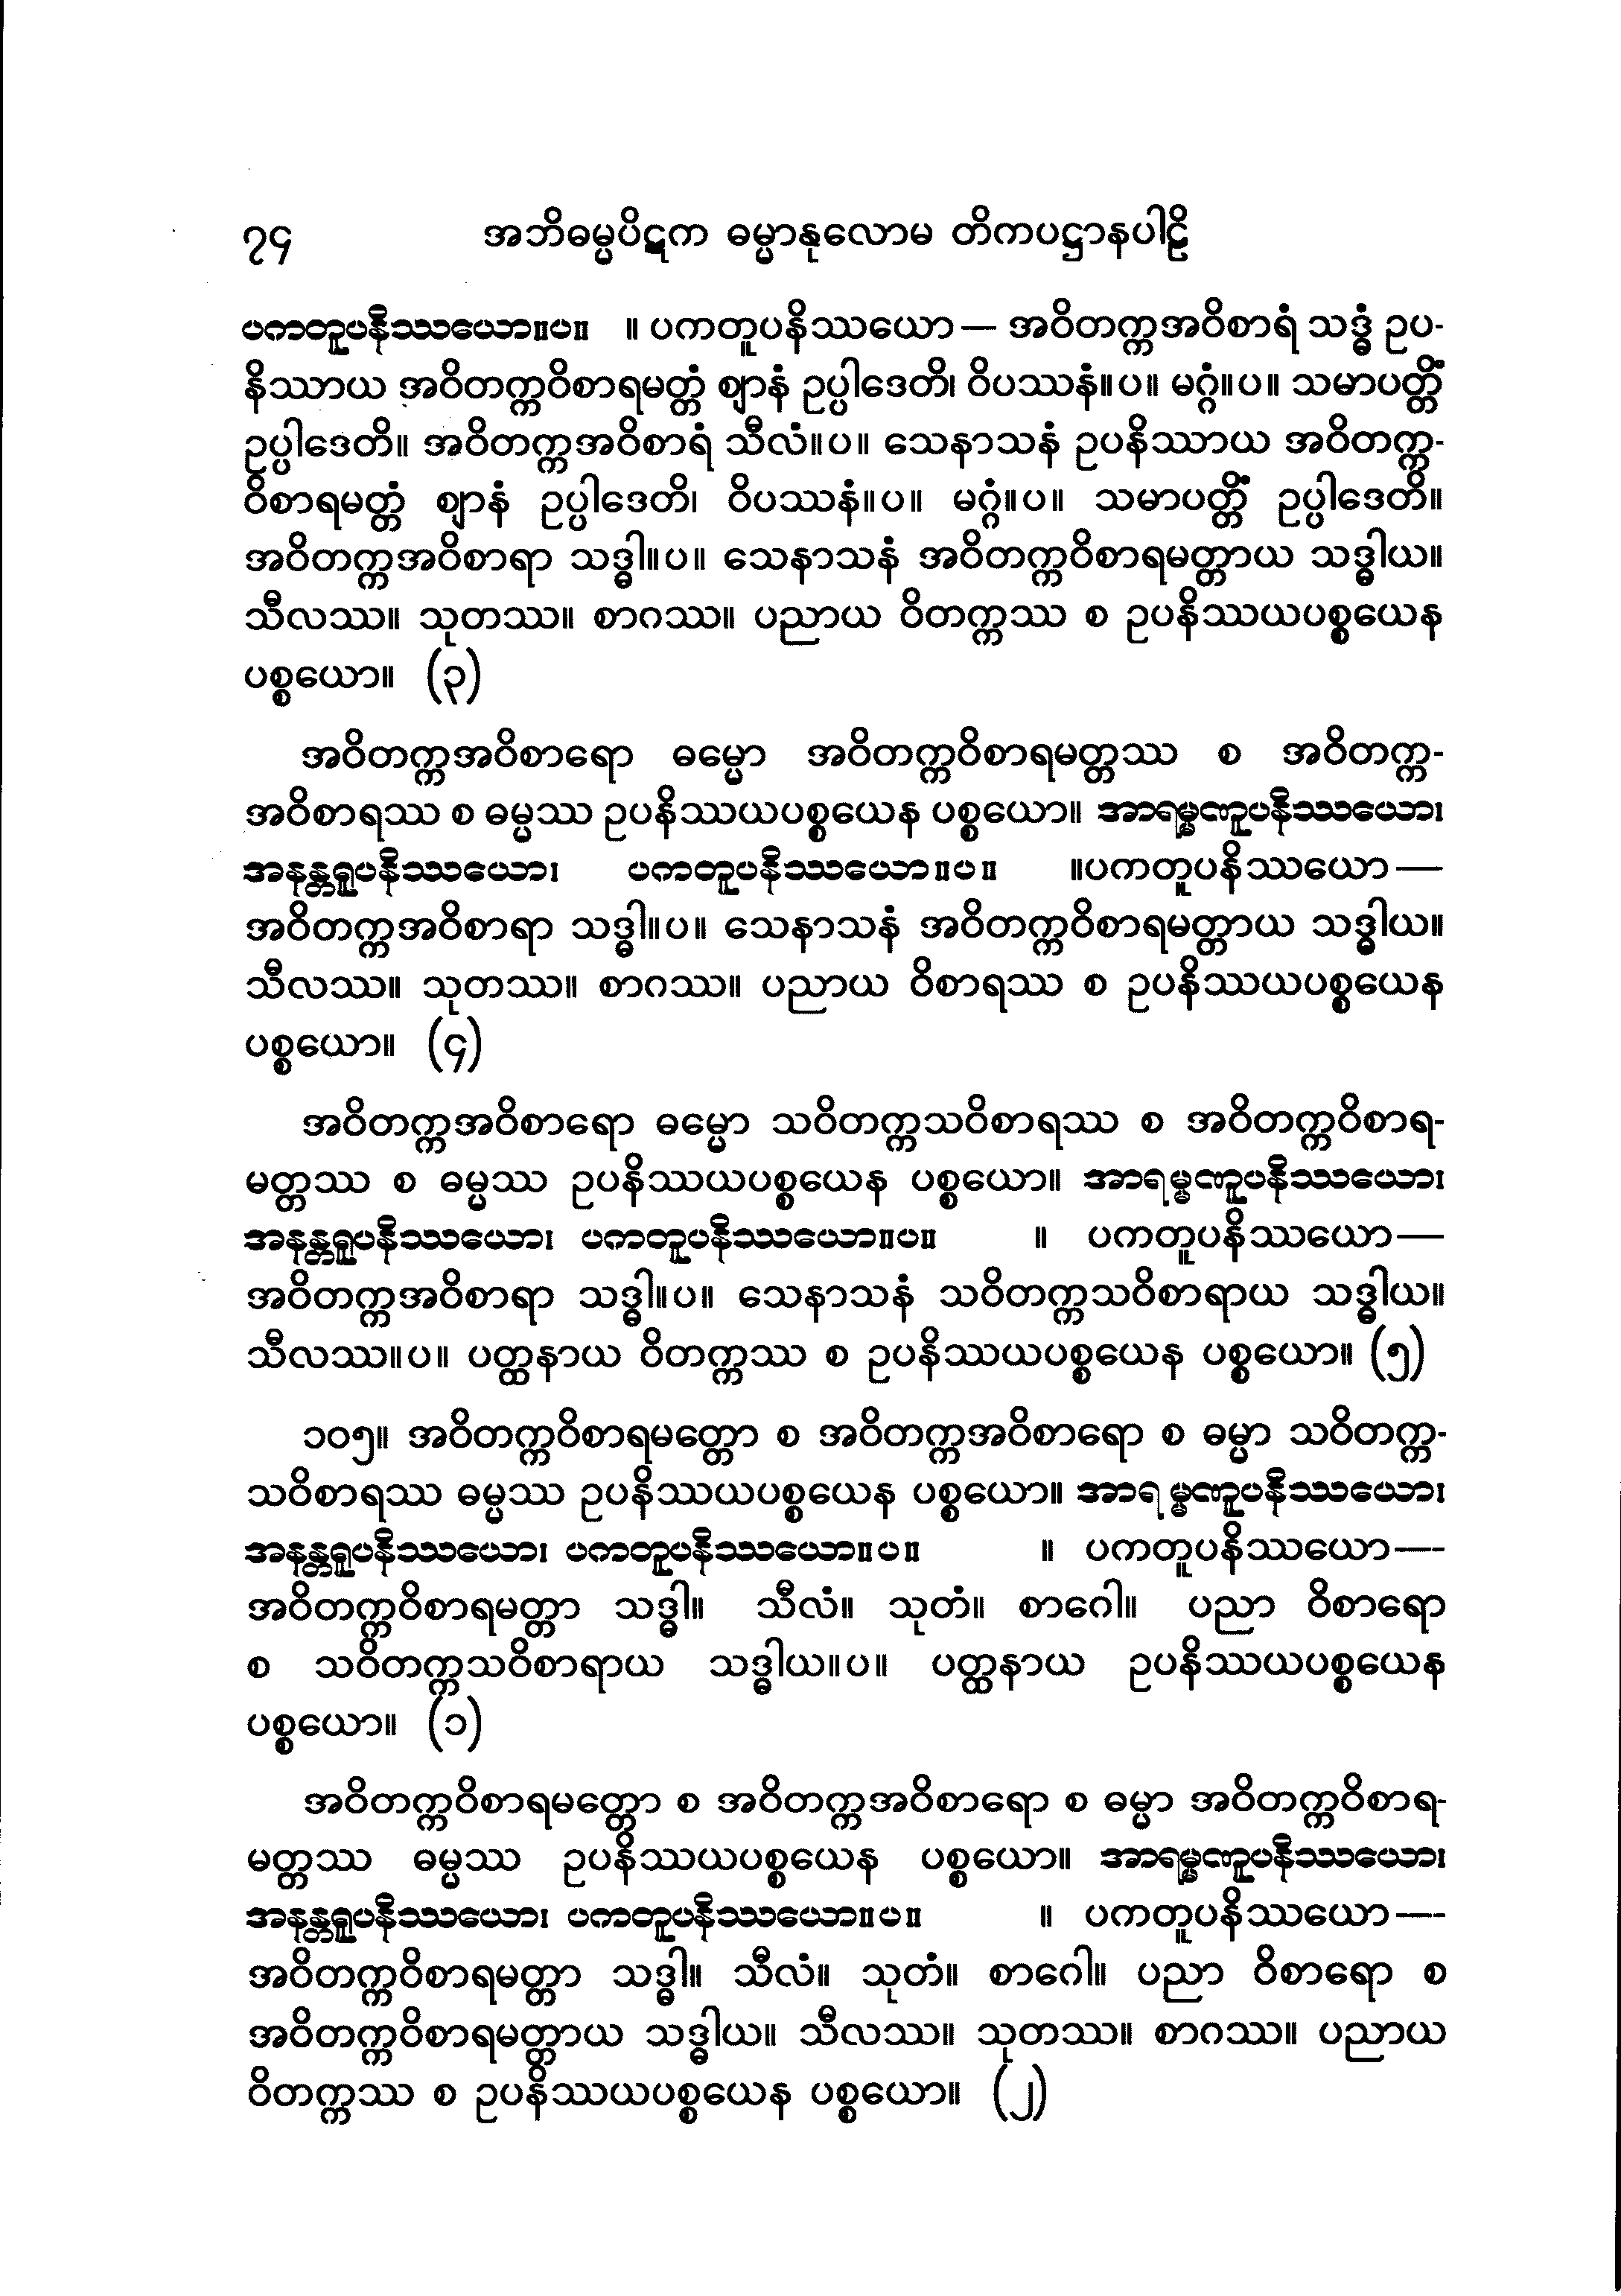 ၇၄ အဘိဓမ္မပိဋက ဓမ္မာနုလောမ တိကပဋ္ဌာနပါဠိ
ပကတူပနိဿယော။ပ။ ။ ပကတူပနိဿယော — အဝိတက္ကအဝိစာရံ သဒ္ဓံ ဥပ-
နိဿာယ အဝိတက္ကဝိစာရမတ္တံ ဈာနံ ဥပ္ပါဒေတိ၊ ဝိပဿနံ။ပ။ မဂ္ဂံ။ပ။ သမာပတ္တိံ
ဥပ္ပါဒေတိ။ အဝိတက္ကအဝိစာရံ သီလံ။ပ။ သေနာသနံ ဥပနိဿာယ အဝိတက္က-
ဝိစာရမတ္တံ ဈာနံ ဥပ္ပါဒေတိ၊ ဝိပဿနံ။ပ။ မဂ္ဂံ။ပ။ သမာပတ္တိံ ဥပ္ပါဒေတိ။
အဝိတက္ကအဝိစာရာ သဒ္ဓါ။ပ။ သေနာသနံ အဝိတက္ကဝိစာရမတ္တာယ သဒ္ဓါယ။
သီလဿ။ သုတဿ။ စာဂဿ။ ပညာယ ဝိတက္ကဿ စ ဥပနိဿယပစ္စယေန
ပစ္စယော။ (၃)
အဝိတက္ကအဝိစာရော ဓမ္မော အဝိတက္ကဝိစာရမတ္တဿ စ အဝိတက္က-
အဝိစာရဿ စ ဓမ္မဿ ဥပနိဿယပစ္စယေန ပစ္စယော။ အာရမ္မဏူပနိဿယော၊
အနန္တရူပနိဿယော၊ ပကတူပနိဿယော။ပ။ ။ပကတူပနိဿယော —
အဝိတက္ကအဝိစာရာ သဒ္ဓါ။ပ။ သေနာသနံ အဝိတက္ကဝိစာရမတ္တာယ သဒ္ဓါယ။
သီလဿ။ သုတဿ။ စာဂဿ။ ပညာယ ဝိစာရဿ စ ဥပနိဿယပစ္စယေန
ပစ္စယော။ (၄)
အဝိတက္ကအဝိစာရော ဓမ္မော သဝိတက္ကသဝိစာရဿ စ အဝိတက္ကဝိစာရ-
မတ္တဿ စ ဓမ္မဿ ဥပနိဿယပစ္စယေန ပစ္စယော။ အာရမ္မဏူပနိဿယော၊
အနန္တရူပနိဿယော၊ ပကတူပနိဿယော။ပ။ ။ ပကတူပနိဿယော —
အဝိတက္ကအဝိစာရာ သဒ္ဓါ။ပ။ သေနာသနံ သဝိတက္ကသဝိစာရာယ သဒ္ဓါယ။
သီလဿ။ပ။ ပတ္ထနာယ ဝိတက္ကဿ စ ဥပနိဿယပစ္စယေန ပစ္စယော။ (၅)
၁၀၅။ အဝိတက္ကဝိစာရမတ္တော စ အဝိတက္ကအဝိစာရော စ ဓမ္မာ သဝိတက္က-
သဝိစာရဿ ဓမ္မဿ ဥပနိဿယပစ္စယေန ပစ္စယော။ အာရမ္မဏူပနိဿယော၊
အနန္တရူပနိဿယော၊ ပကတူပနိဿယော။ပ။ ။ ပကတူပနိဿယော —
အဝိတက္ကဝိစာရမတ္တာ သဒ္ဓါ။ သီလံ။ သုတံ။ စာဂေါ။ ပညာ ဝိစာရော
စ သဝိတက္ကသဝိစာရာယ သဒ္ဓါယ။ပ။ ပတ္ထနာယ ဥပနိဿယပစ္စယေန
ပစ္စယော။ (၁)
အဝိတက္ကဝိစာရမတ္တော စ အဝိတက္ကအဝိစာရော စ ဓမ္မာ အဝိတက္ကဝိစာရ-
မတ္တဿ ဓမ္မဿ ဥပနိဿယပစ္စယေန ပစ္စယော။ အာရမ္မဏူပနိဿယော၊
အနန္တရူပနိဿယော၊ ပကတူပနိဿယော။ပ။ ။ ပကတူပနိဿယော —
အဝိတက္ကဝိစာရမတ္တာ သဒ္ဓါ။ သီလံ။ သုတံ။ စာဂေါ။ ပညာ ဝိစာရော စ
အဝိတက္ကဝိစာရမတ္တာယ သဒ္ဓါယ။ သီလဿ။ သုတဿ။ စာဂဿ။ ပညာယ
ဝိတက္ကဿ စ ဥပနိဿယပစ္စယေန ပစ္စယော။ (၂)